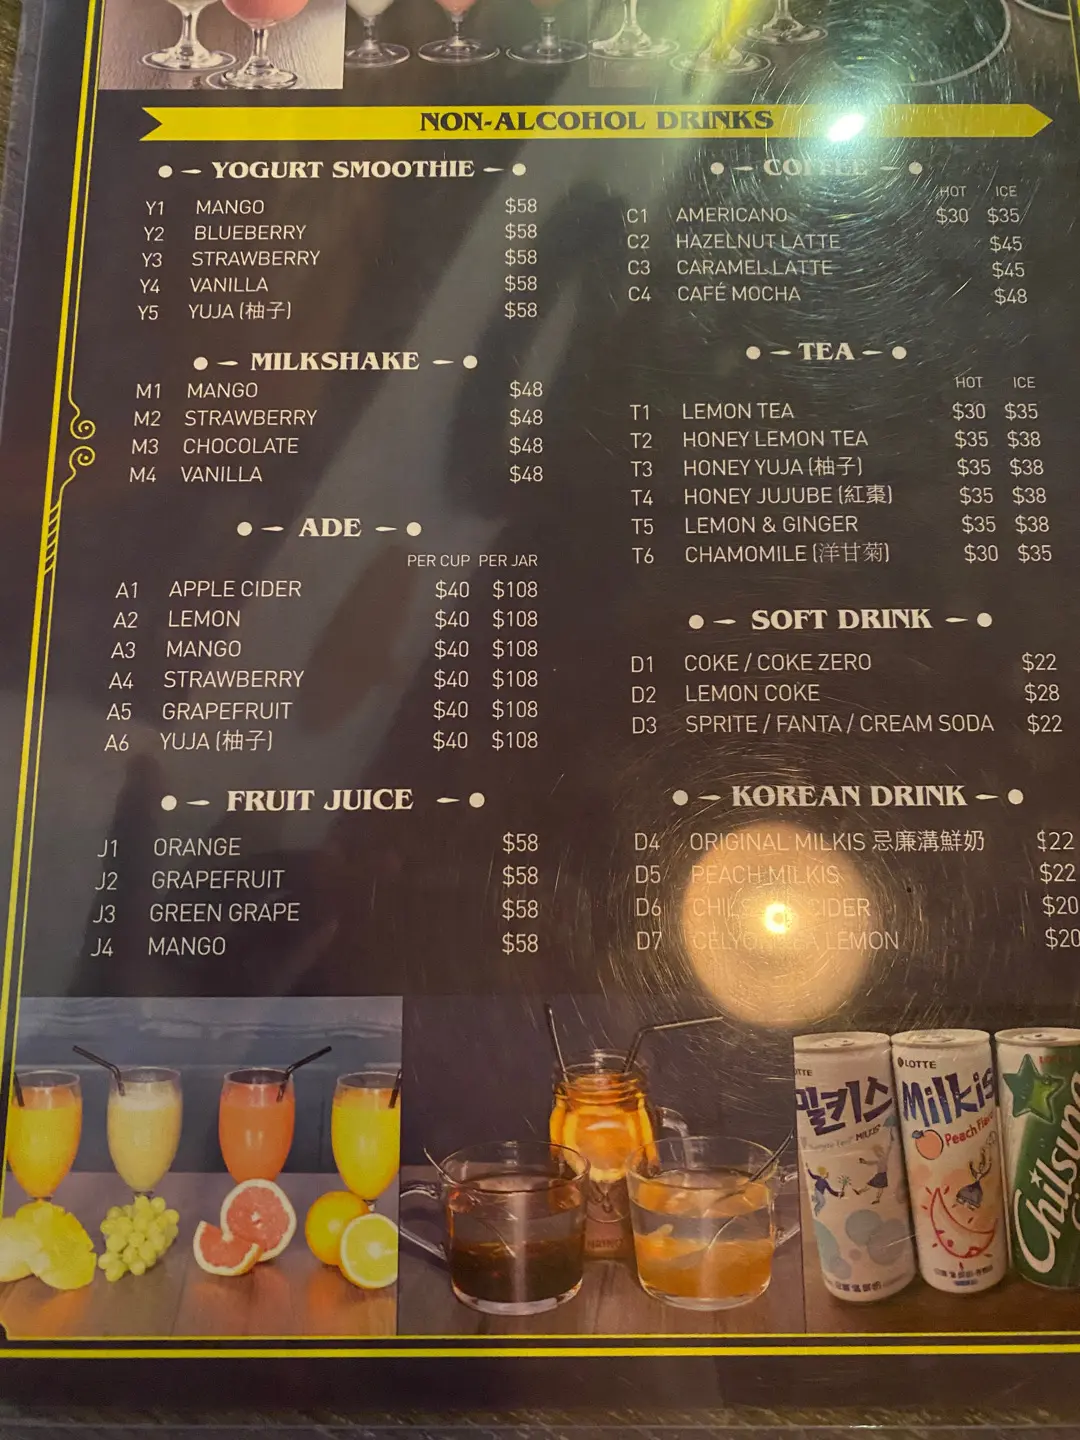 NON-ALCOHOL DRINKS
YOGURT SMOOTHIE
Y1 MANGO $58
Y2 BLUEBERRY $58
Y3 STRAWBERRY $58
Y4 VANILLA $58
Y5 YUJA (柚子) $58
MILKSHAKE
M1 MANGO $48
M2 STRAWBERRY $48
M3 CHOCOLATE $48
M4 VANILLA $48
ADE
PER CUP PER JAR
A1 APPLE CIDER $40 $108
A2 LEMON $40 $108
A3 MANGO $40 $108
A4 STRAWBERRY $40 $108
A5 GRAPEFRUIT $40 $108
A6 YUJA (柚子) $40 $108
FRUIT JUICE
J1 ORANGE $58
J2 GRAPEFRUIT $58
J3 GREEN GRAPE $58
J4 MANGO $58
COFFEE
HOT ICE
C1 AMERICANO $30 $35
C2 HAZELNUT LATTE $45
C3 CARAMEL LATTE $45
C4 CAFÉ MOCHA $48
TEA
HOT ICE
T1 LEMON TEA $30 $35
T2 HONEY LEMON TEA $35 $38
T3 HONEY YUJA (柚子) $35 $38
T4 HONEY JUJUBE (紅棗) $35 $38
T5 LEMON & GINGER $35 $38
T6 CHAMOMILE (洋甘菊) $30 $35
SOFT DRINK
D1 COKE / COKE ZERO $22
D2 LEMON COKE $28
D3 SPRITE / FANTA / CREAM SODA $22
KOREAN DRINK
D4 ORIGINAL MILKIS 忌廉溝鮮奶 $22
D5 PEACH MILKIS $22
D6 CIDER $20
D7 LEMON $20
밀키스
MILKIS
LOTTE
Milkis
Peach
Chilsung